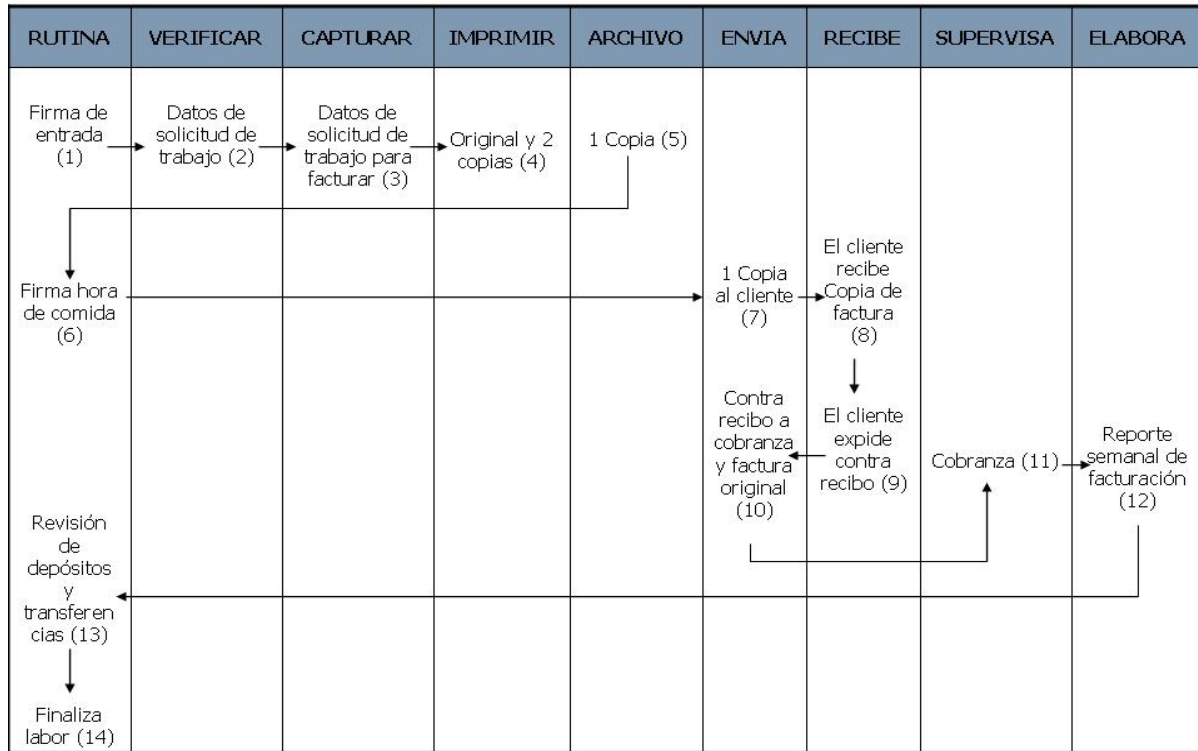 RUTINA VERIFICAR CAPTURAR IMPRIMIR ARCHIVO ENVIA RECIBE SUPERVISA ELABORA
Firma de
entrada
(1)
Datos de
solicitud de
trabajo (2)
Datos de
solicitud de
trabajo para
facturar (3)
Original y 2
copias (4)
1 Copia (5)
Firma hora
de comida
(6)
1 Copia
al cliente
(7)
El cliente
recibe
Copia de
factura
(8)
El cliente
expide
contra
recibo (9)
Contra
recibo a
cobranza
y factura
original
(10)
Cobranza (11)
Reporte
semanal de
facturación
(12)
Revisión
de
depósitos
y
transferen
cias (13)
Finaliza
labor (14)